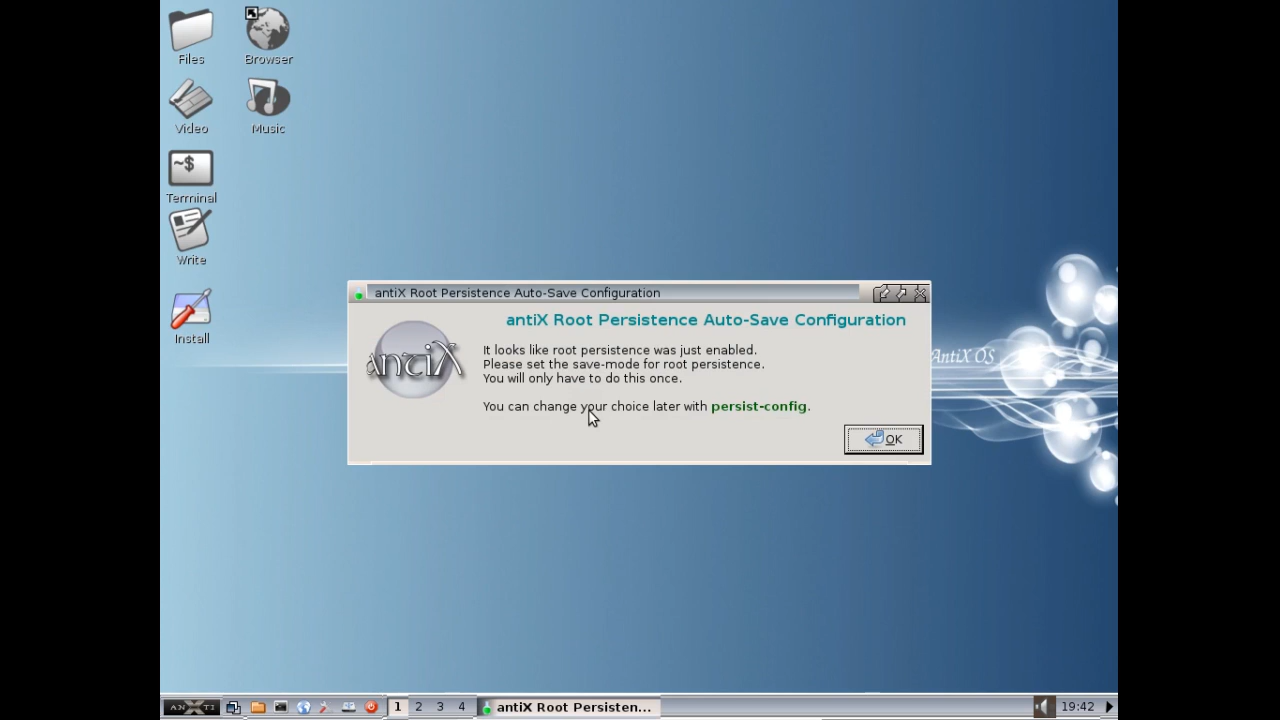 Files
Browser
Video
Music
~$
Terminal
Write
Install
antiX Root Persistence Auto-Save Configuration
antiX Root Persistence Auto-Save Configuration
antiX
It looks like root persistence was just enabled.
Please set the save-mode for root persistence.
You will only have to do this once.
You can change your choice later with persist-config.
OK
AntiX OS
ANXTI
1 2 3 4
antiX Root Persisten...
19:42